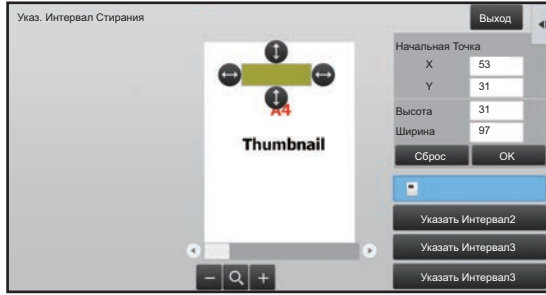 Указ. Интервал Стирания
Выход
A4
Thumbnail
Начальная Точка
X 53
Y 31
Высота 31
Ширина 97
Сброс OK
Указать Интервал2
Указать Интервал3
Указать Интервал3